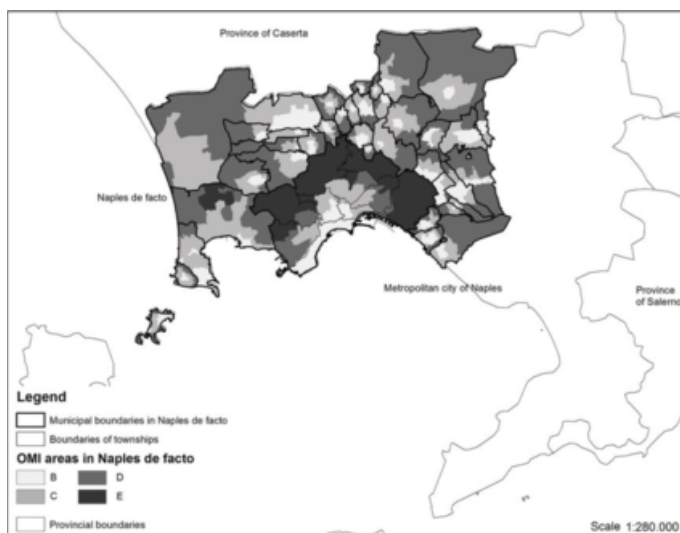 Province of Caserta
Naples de facto
Metropolitan city of Naples
Province
of Salerno
Legend
Municipal boundaries in Naples de facto
Boundaries of townships
OMI areas in Naples de facto
B
D
C
E
Provincial boundaries
Scale 1:280.000